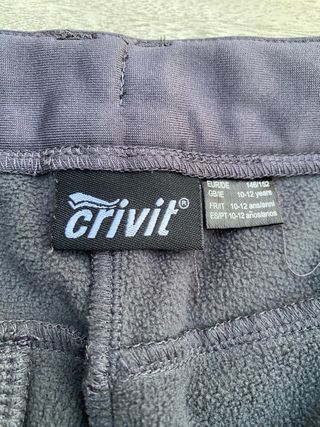 crivit®
EUR/DE 146/152
GB/IE 10-12 years
FR/IT 10-12 ans/anni
ES/PT 10-12 años/anos